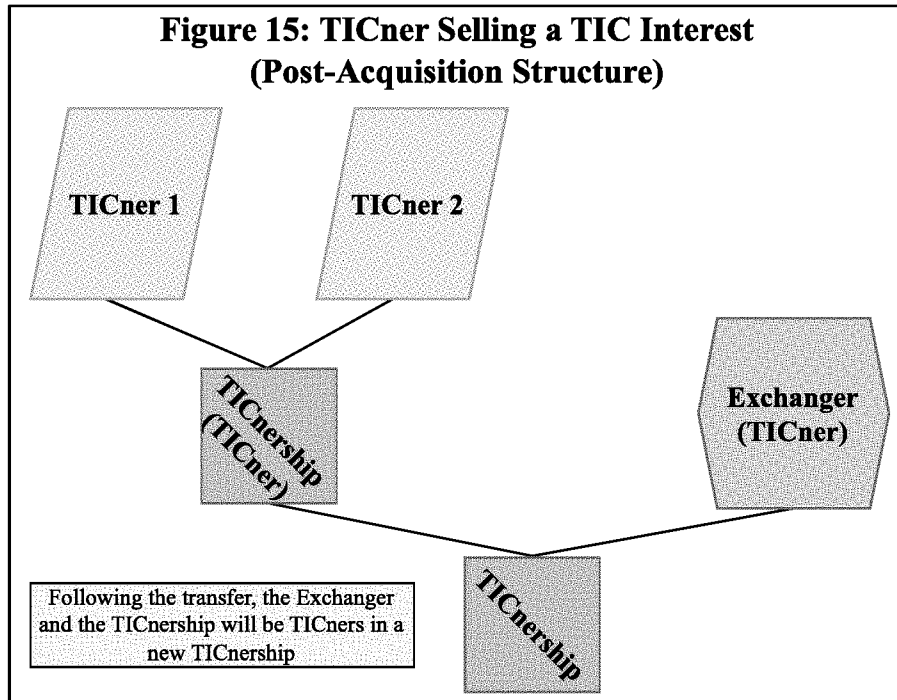 Figure 15: TICner Selling a TIC Interest
(Post-Acquisition Structure)
TICner 1
TICner 2
TICnership
(TICner)
Exchanger
(TICner)
TICnership
Following the transfer, the Exchanger
and the TICnership will be TICners in a
new TICnership